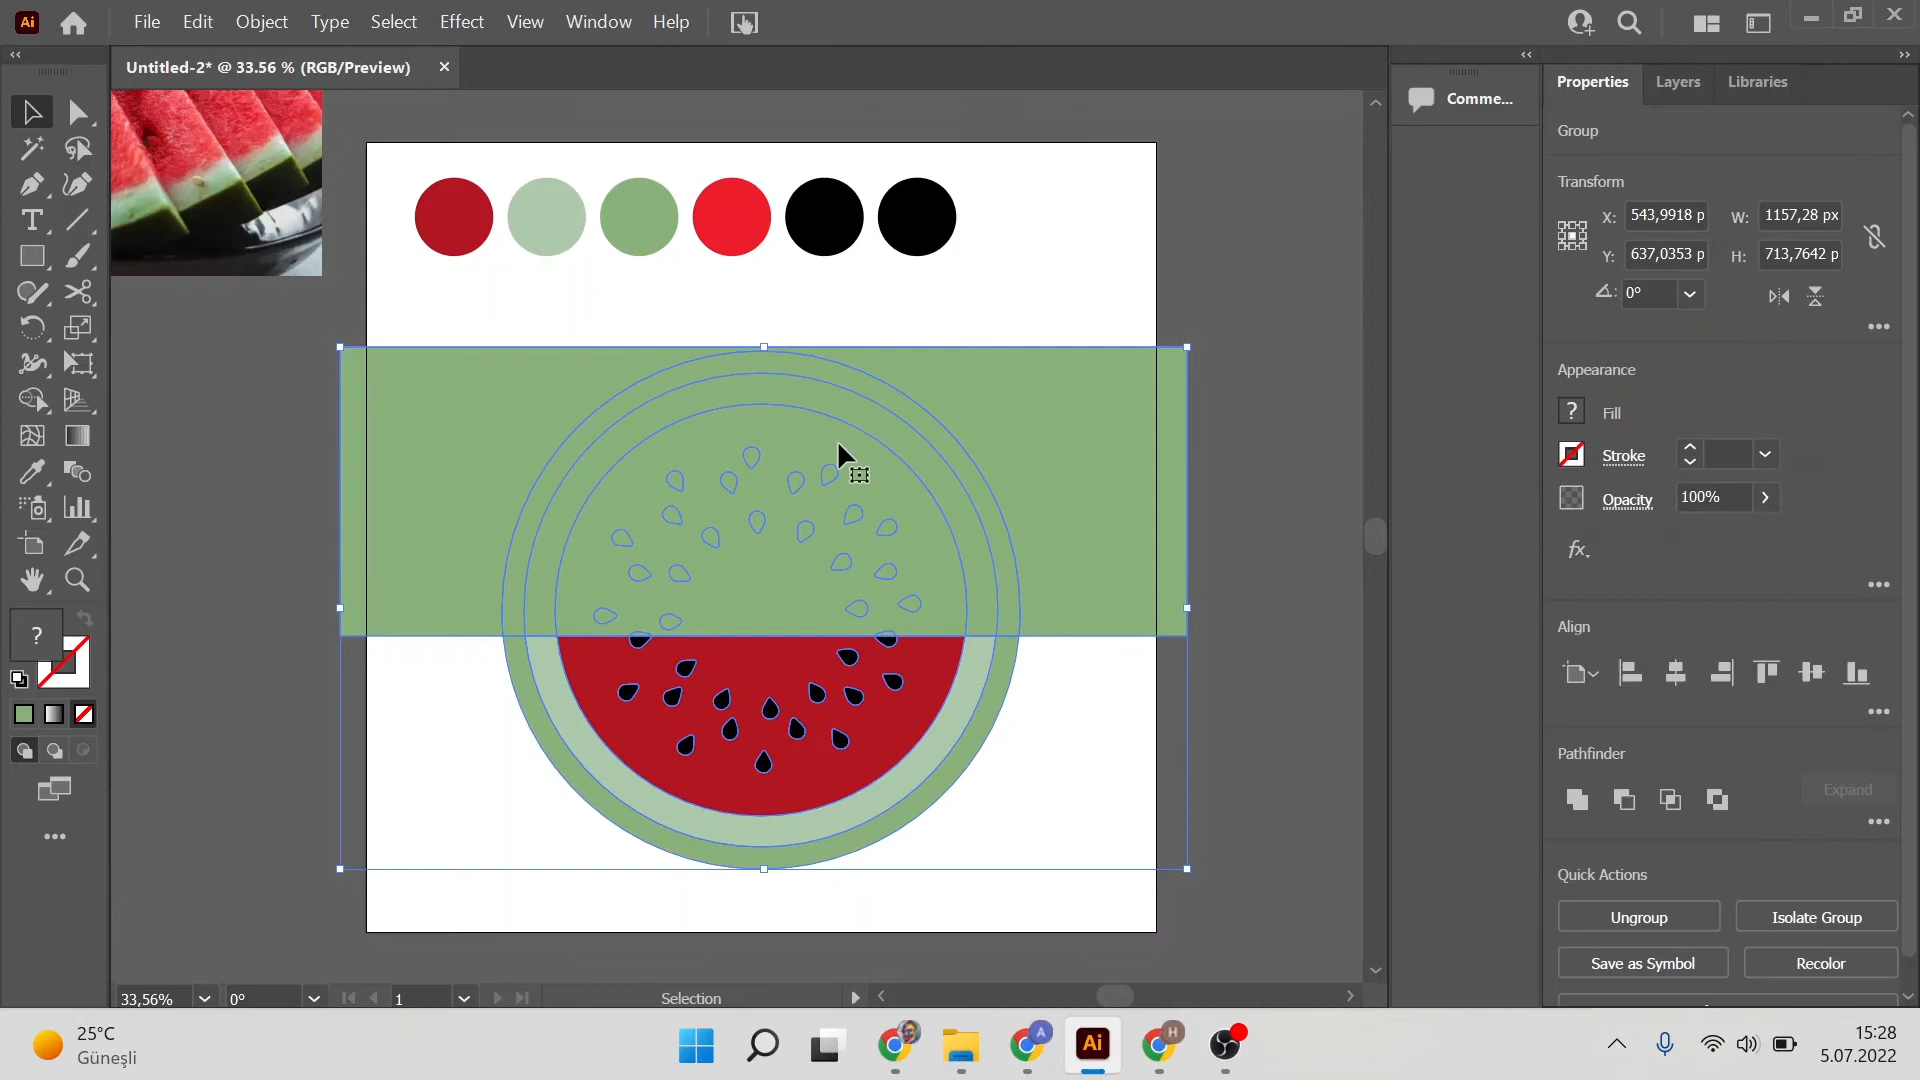 Ai File Edit Object Type Select Effect View Window Help
Untitled-2* @ 33.56 % (RGB/Preview) ×
Comme...
Properties Layers Libraries
Group
Transform
X: 543,9918 p W: 1157,28 px
Y: 637,0353 p H: 713,7642 p
0°
Appearance
? Fill
Stroke
Opacity 100%
fx.
Align
Pathfinder
Expand
Quick Actions
Ungroup Isolate Group
Save as Symbol Recolor
T
?
33,56% 0° 1 Selection
25°C
Güneşli
A
Ai
H
15:28
5.07.2022